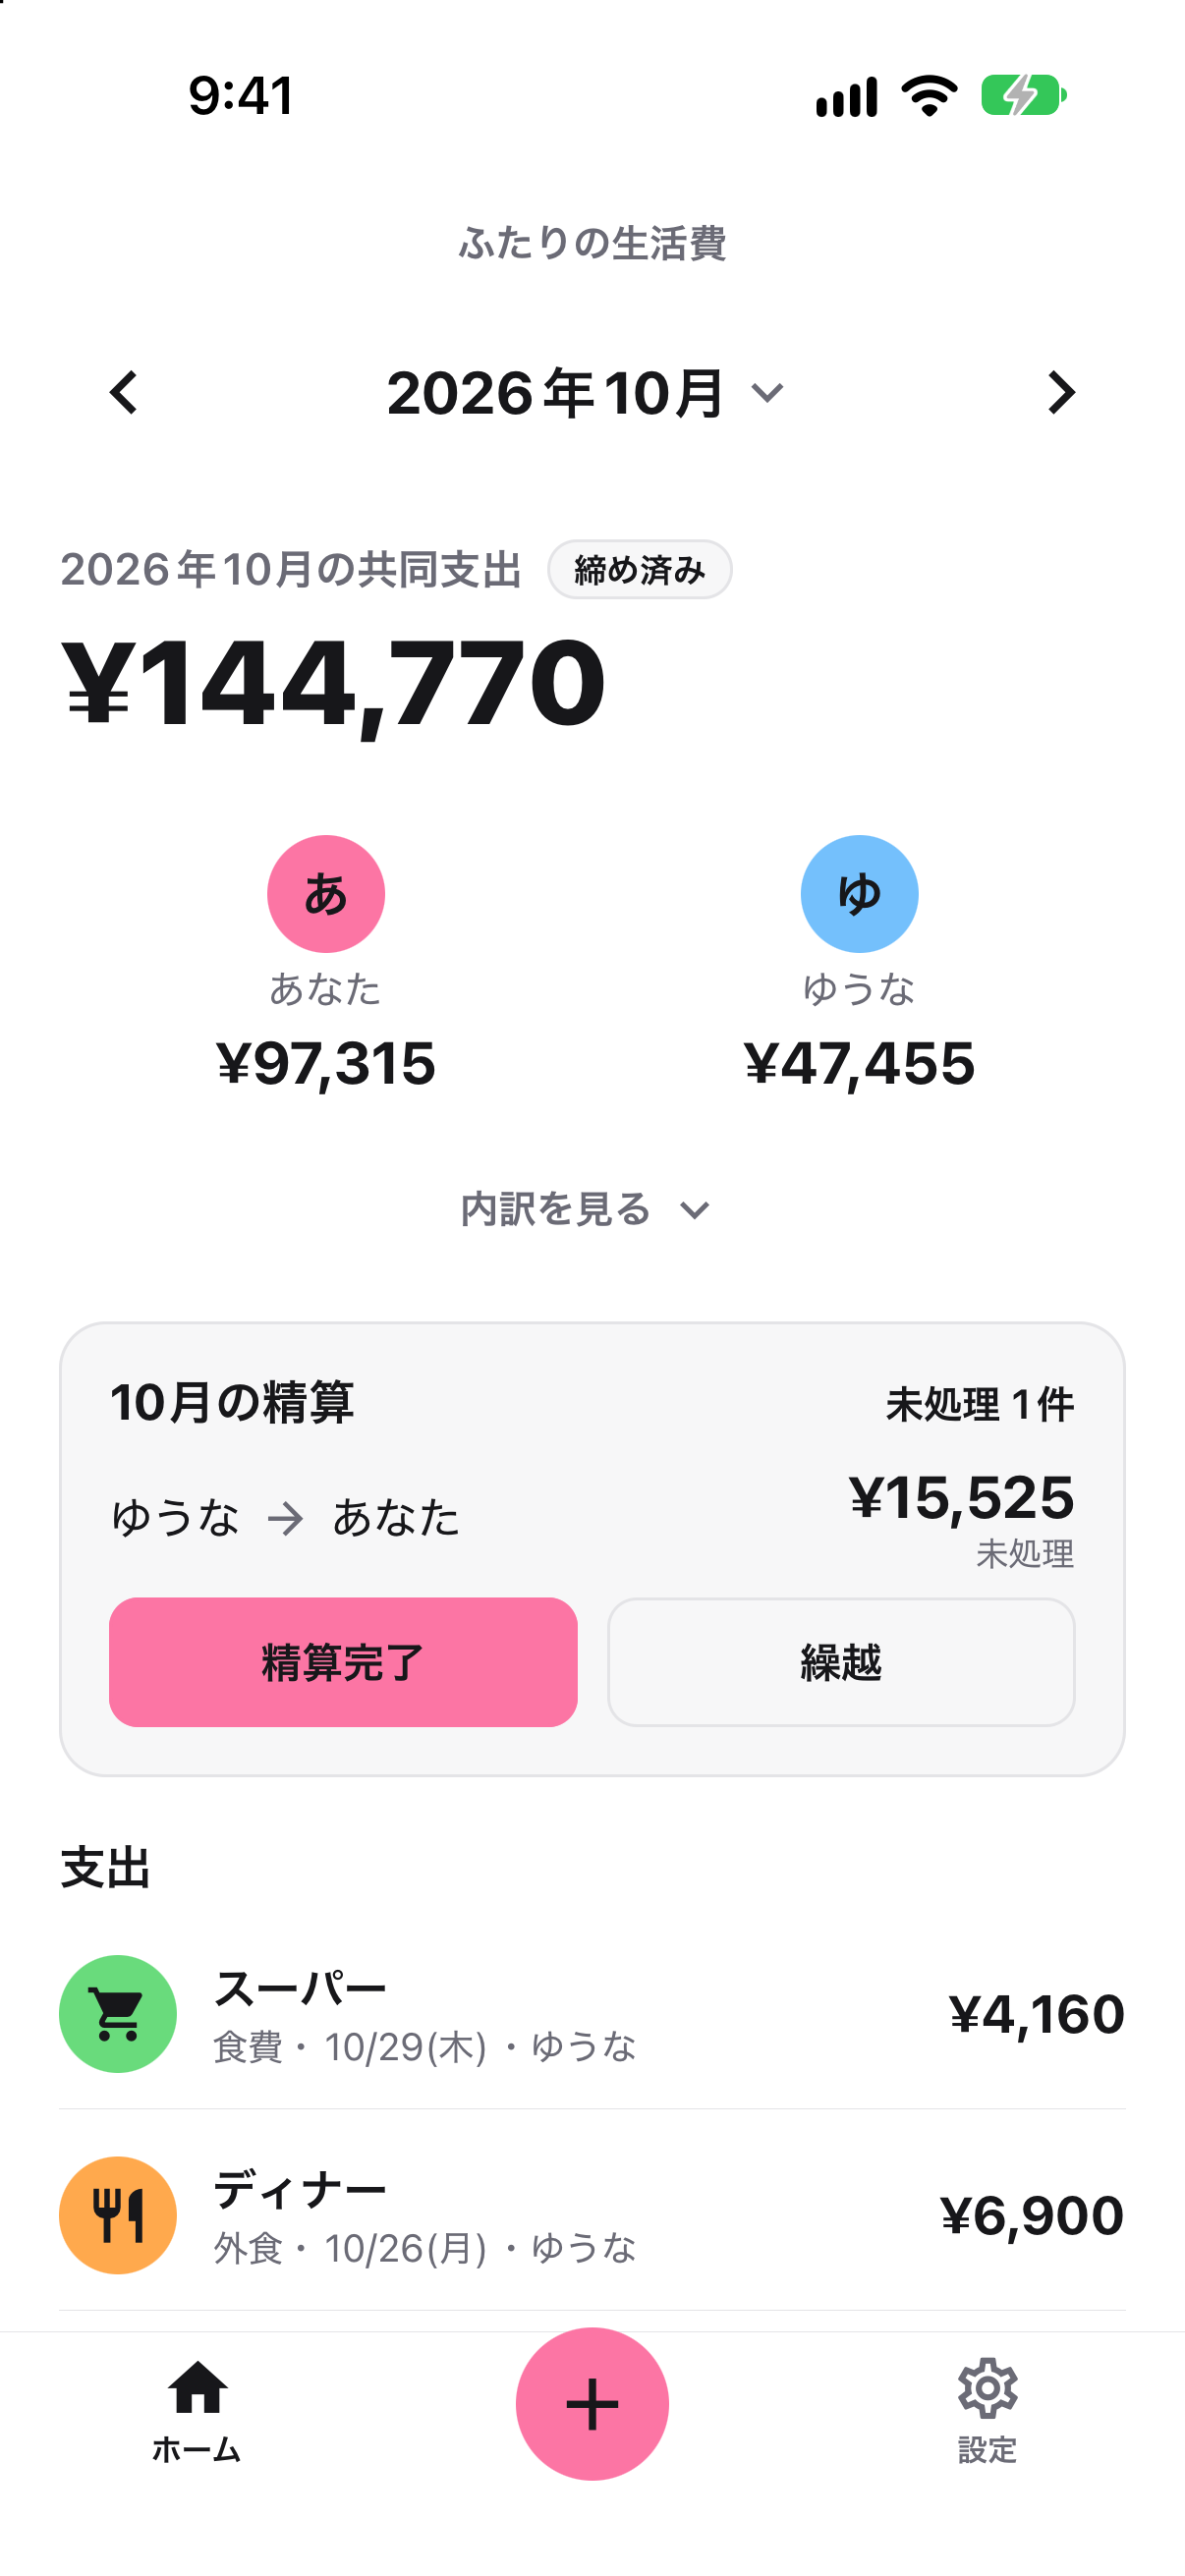 9:41
ふたりの生活費
2026年10月
2026年10月の共同支出 締め済み
¥144,770
あ ゆ
あなた ゆうな
¥97,315 ¥47,455
内訳を見る
10月の精算 未処理 1件
ゆうな → あなた ¥15,525
未処理
精算完了 繰越
支出
スーパー ¥4,160
食費・10/29(木)・ゆうな
ディナー ¥6,900
外食・10/26(月)・ゆうな
ホーム 設定